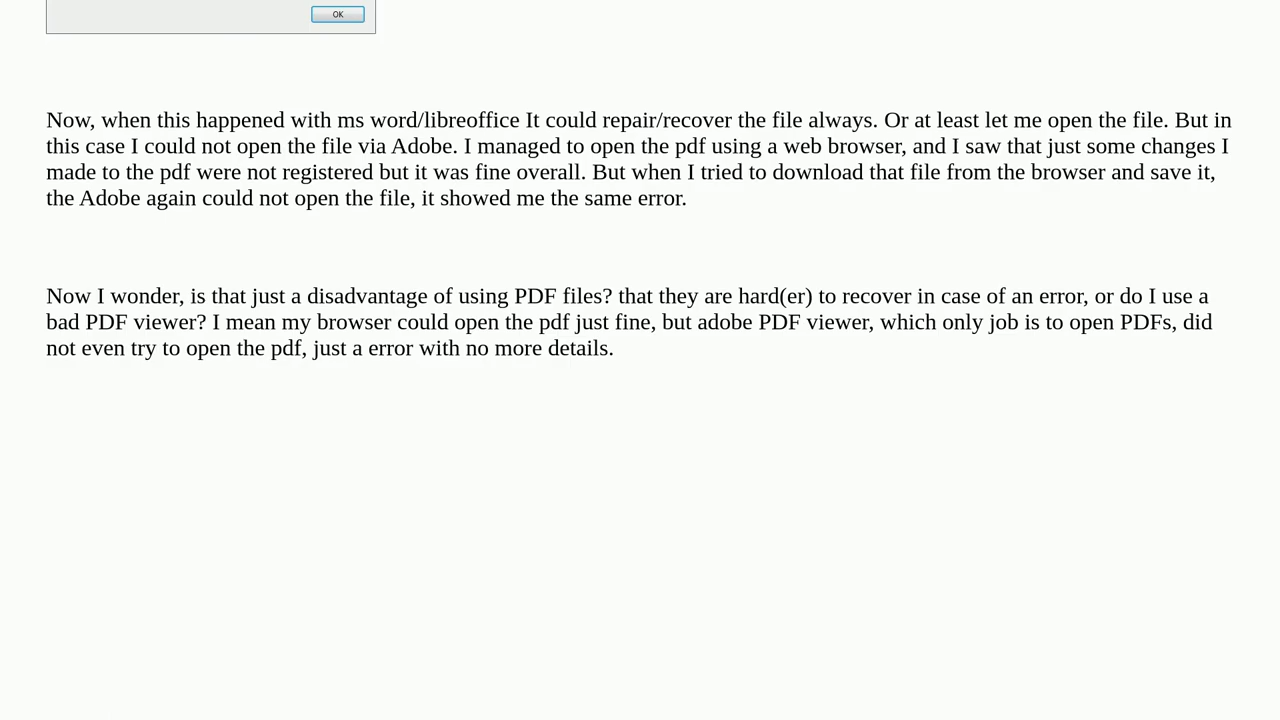 OK
Now, when this happened with ms word/libreoffice It could repair/recover the file always. Or at least let me open the file. But in
this case I could not open the file via Adobe. I managed to open the pdf using a web browser, and I saw that just some changes I
made to the pdf were not registered but it was fine overall. But when I tried to download that file from the browser and save it,
the Adobe again could not open the file, it showed me the same error.
Now I wonder, is that just a disadvantage of using PDF files? that they are hard(er) to recover in case of an error, or do I use a
bad PDF viewer? I mean my browser could open the pdf just fine, but adobe PDF viewer, which only job is to open PDFs, did
not even try to open the pdf, just a error with no more details.